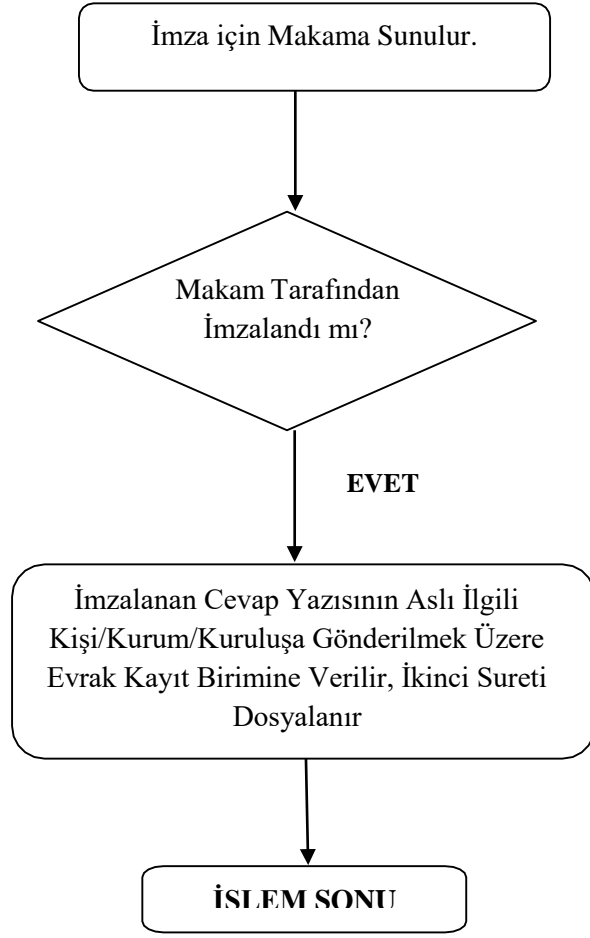 İmza için Makama Sunulur.
Makam Tarafından
İmzalandı mı?
EVET
İmzalanan Cevap Yazısının Aslı İlgili
Kişi/Kurum/Kuruluşa Gönderilmek Üzere
Evrak Kayıt Birimine Verilir, İkinci Sureti
Dosyalanır
İŞLEM SONU